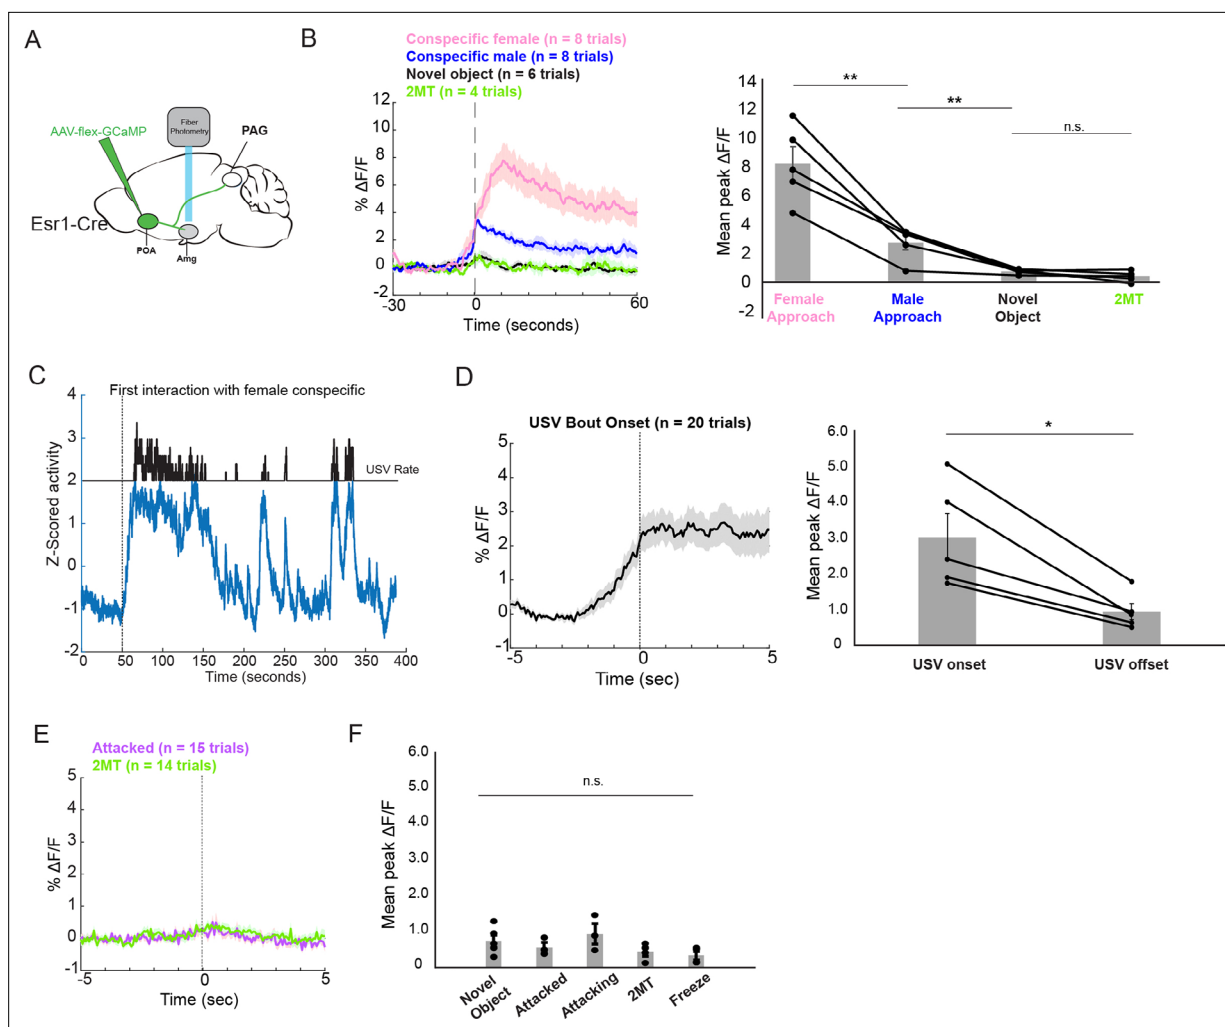 A
AAV-flex-GCaMP
Fiber
Photometry
PAG
Esr1-Cre
POA
Amg
B
Conspecific female (n = 8 trials)
Conspecific male (n = 8 trials)
Novel object (n = 6 trials)
2MT (n = 4 trials)
% ΔF/F
12
10
8
6
4
2
0
-2
-30
0
60
Time (seconds)
Mean peak ΔF/F
14
12
10
8
6
4
2
0
-2
**
**
n.s.
Female
Approach
Male
Approach
Novel
Object
2MT
C
First interaction with female conspecific
Z-Scored activity
4
3
2
1
0
-1
-2
USV Rate
0
50
100
150
200
250
300
350
400
Time (seconds)
D
USV Bout Onset (n = 20 trials)
% ΔF/F
5
4
3
2
1
0
-1
-5
0
5
Time (sec)
Mean peak ΔF/F
6.0
5.0
4.0
3.0
2.0
1.0
0
*
USV onset
USV offset
E
Attacked (n = 15 trials)
2MT (n = 14 trials)
% ΔF/F
5
4
3
2
1
0
-1
-5
0
5
Time (sec)
F
Mean peak ΔF/F
6.0
5.0
4.0
3.0
2.0
1.0
0
n.s.
Novel
Object
Attacked
Attacking
2MT
Freeze